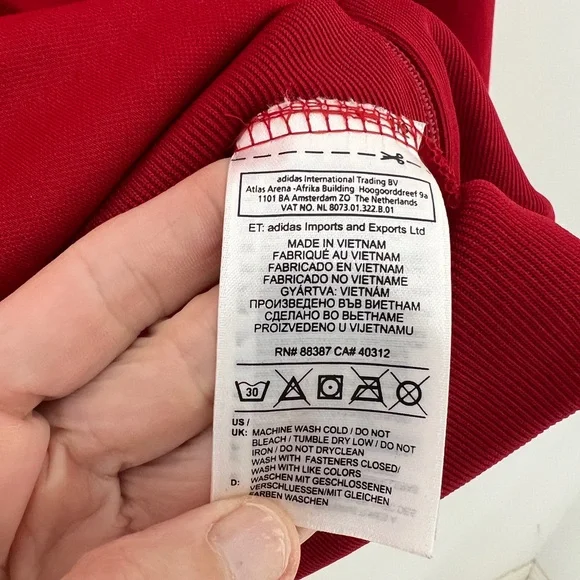 adidas International Trading BV
Atlas Arena -Afrika Building Hoogoorddreef 9a
1101 BA Amsterdam ZO The Netherlands
VAT NO. NL 8073.01.322.B.01
ET: adidas Imports and Exports Ltd
MADE IN VIETNAM
FABRIQUÉ AU VIETNAM
FABRICADO EN VIETNAM
FABRICADO NO VIETNAME
GYÁRTVA: VIETNÁM
ПРОИЗВЕДЕНО ВЪВ ВИЕТНАМ
СДЕЛАНО ВО ВЬЕТНАМЕ
PROIZVEDENO U VIJETNAMU
RN# 88387 CA# 40312
30
US /
UK: MACHINE WASH COLD / DO NOT
BLEACH / TUMBLE DRY LOW / DO NOT
IRON / DO NOT DRYCLEAN
WASH WITH FASTENERS CLOSED/
WASH WITH LIKE COLORS
D: WASCHEN MIT GESCHLOSSENEN
VERSCHLUESSEN/MIT GLEICHEN
FARBEN WASCHEN